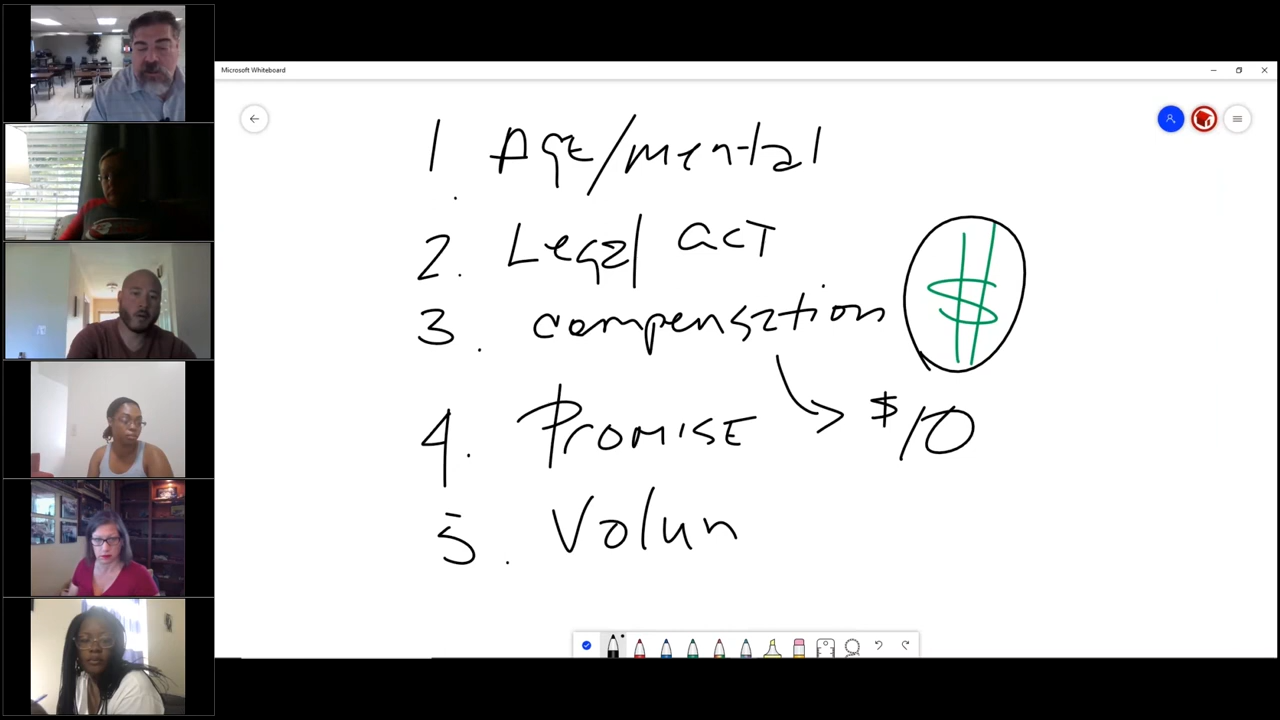 Microsoft Whiteboard
1 . Age/mental
2. Legal act
3. compensation $
4. Promise $10
5. Volun